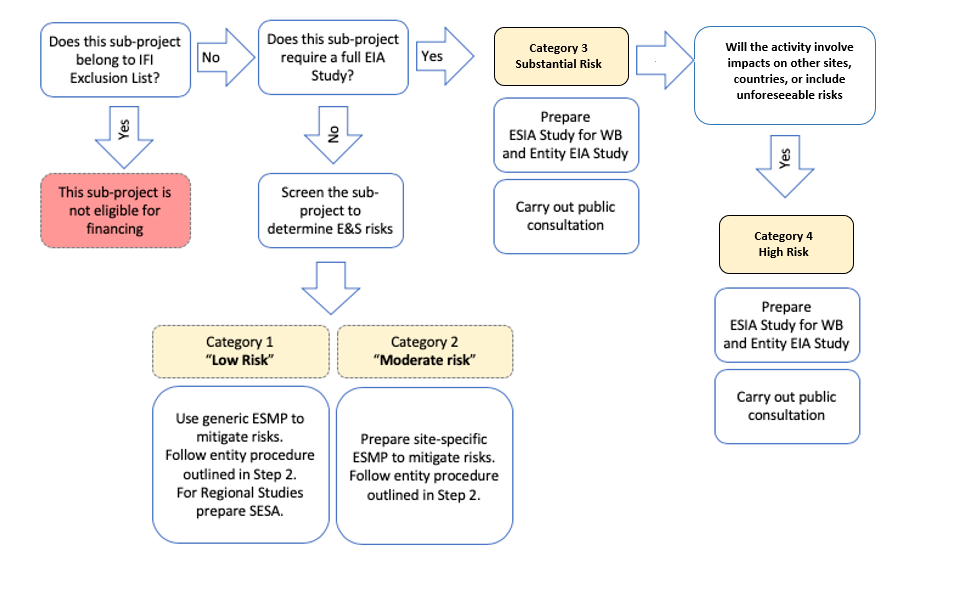 Does this sub-project
belong to IFI
Exclusion List?
No
Does this sub-project
require a full EIA
Study?
Yes
Category 3
Substantial Risk
Will the activity involve
impacts on other sites,
countries, or include
unforeseeable risks
Yes
This sub-project is
not eligible for
financing
No
Screen the sub-
project to
determine E&S risks
Prepare
ESIA Study for WB
and Entity EIA Study
Carry out public
consultation
Yes
Category 4
High Risk
Prepare
ESIA Study for WB
and Entity EIA Study
Carry out public
consultation
Category 1
“Low Risk”
Category 2
“Moderate risk”
Use generic ESMP to
mitigate risks.
Follow entity procedure
outlined in Step 2.
For Regional Studies
prepare SESA.
Prepare site-specific
ESMP to mitigate risks.
Follow entity procedure
outlined in Step 2.